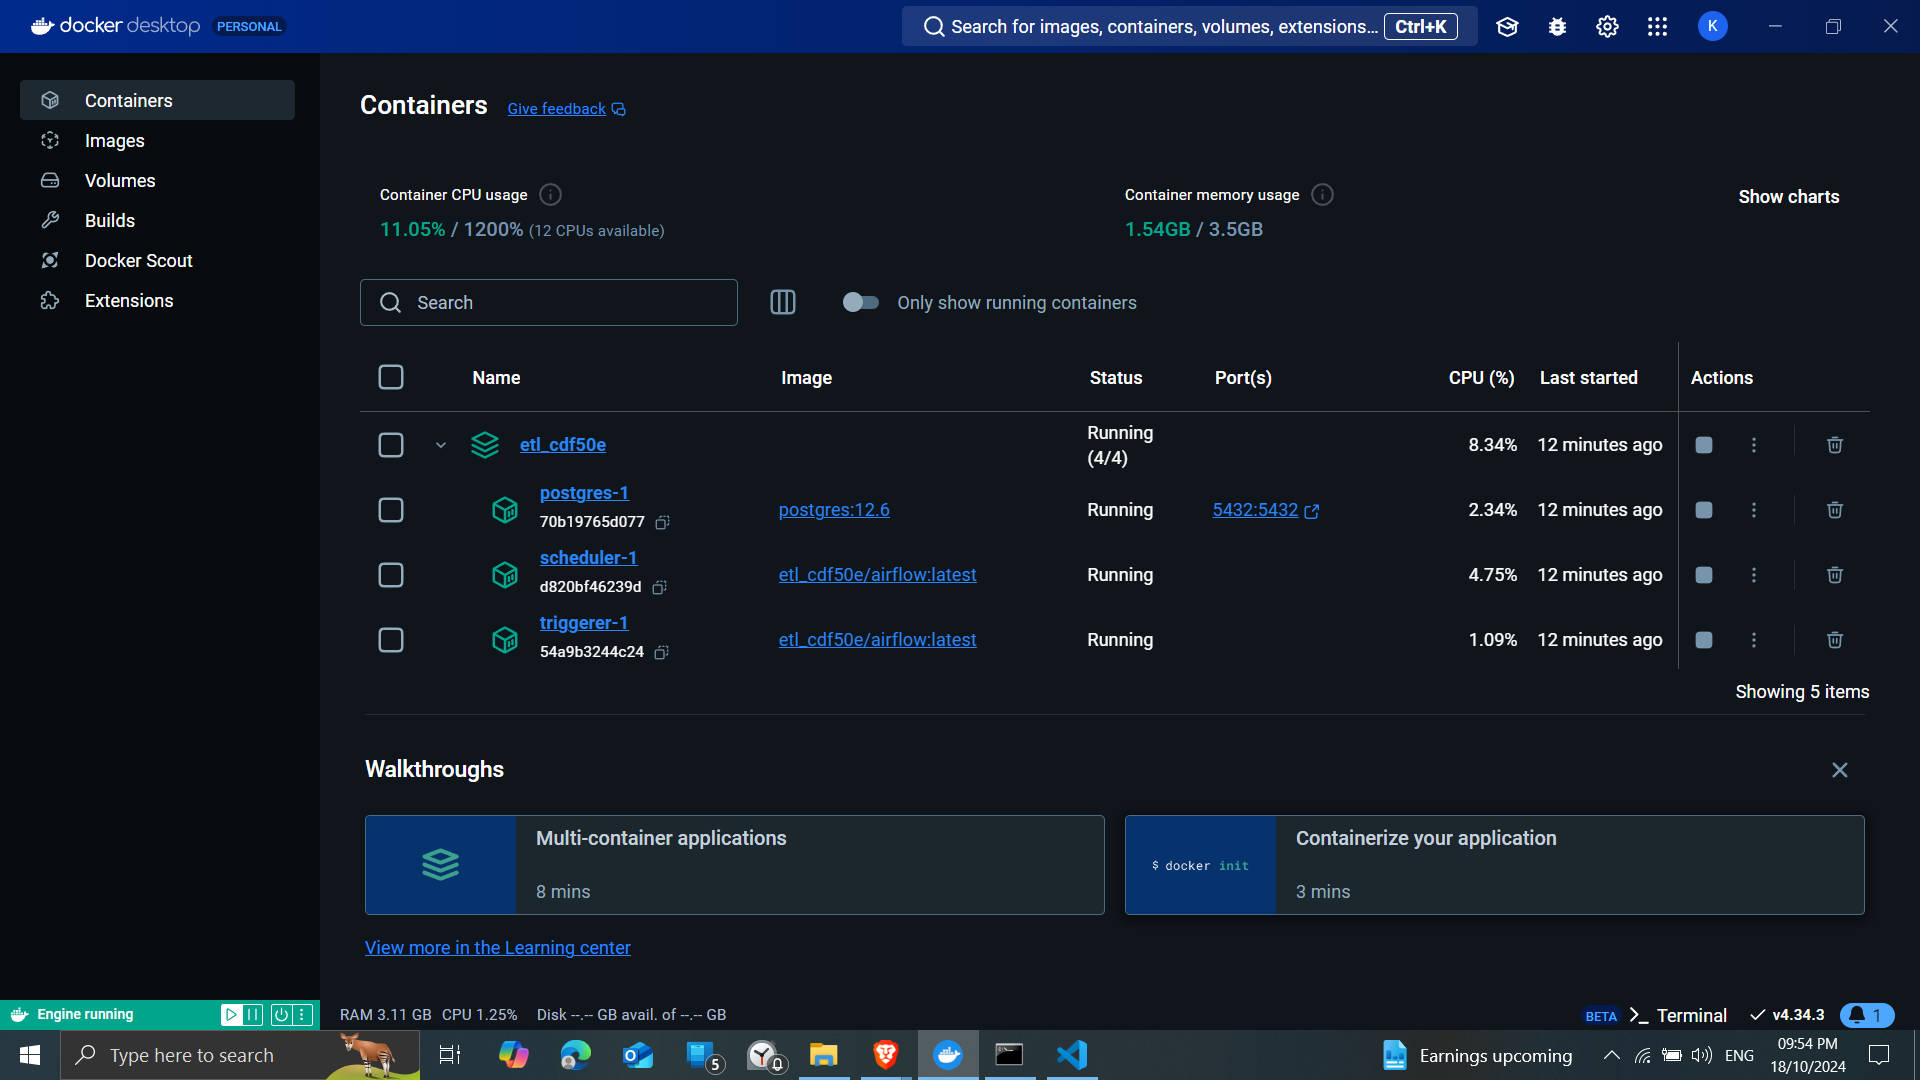 docker desktop PERSONAL
Search for images, containers, volumes, extensions... Ctrl+K
K
Containers
Images
Volumes
Builds
Docker Scout
Extensions
Containers Give feedback
Container CPU usage
11.05% / 1200% (12 CPUs available)
Container memory usage
1.54GB / 3.5GB
Show charts
Search
Only show running containers
Name Image Status Port(s) CPU (%) Last started Actions
etl_cdf50e Running (4/4) 8.34% 12 minutes ago
postgres-1
70b19765d077 postgres:12.6 Running 5432:5432 2.34% 12 minutes ago
scheduler-1
d820bf46239d etl_cdf50e/airflow:latest Running 4.75% 12 minutes ago
triggerer-1
54a9b3244c24 etl_cdf50e/airflow:latest Running 1.09% 12 minutes ago
Showing 5 items
Walkthroughs
Multi-container applications
8 mins
$ docker init
Containerize your application
3 mins
View more in the Learning center
Engine running
RAM 3.11 GB CPU 1.25% Disk --.-- GB avail. of --.-- GB
BETA Terminal v4.34.3 1
Type here to search
5
Earnings upcoming
ENG
09:54 PM
18/10/2024